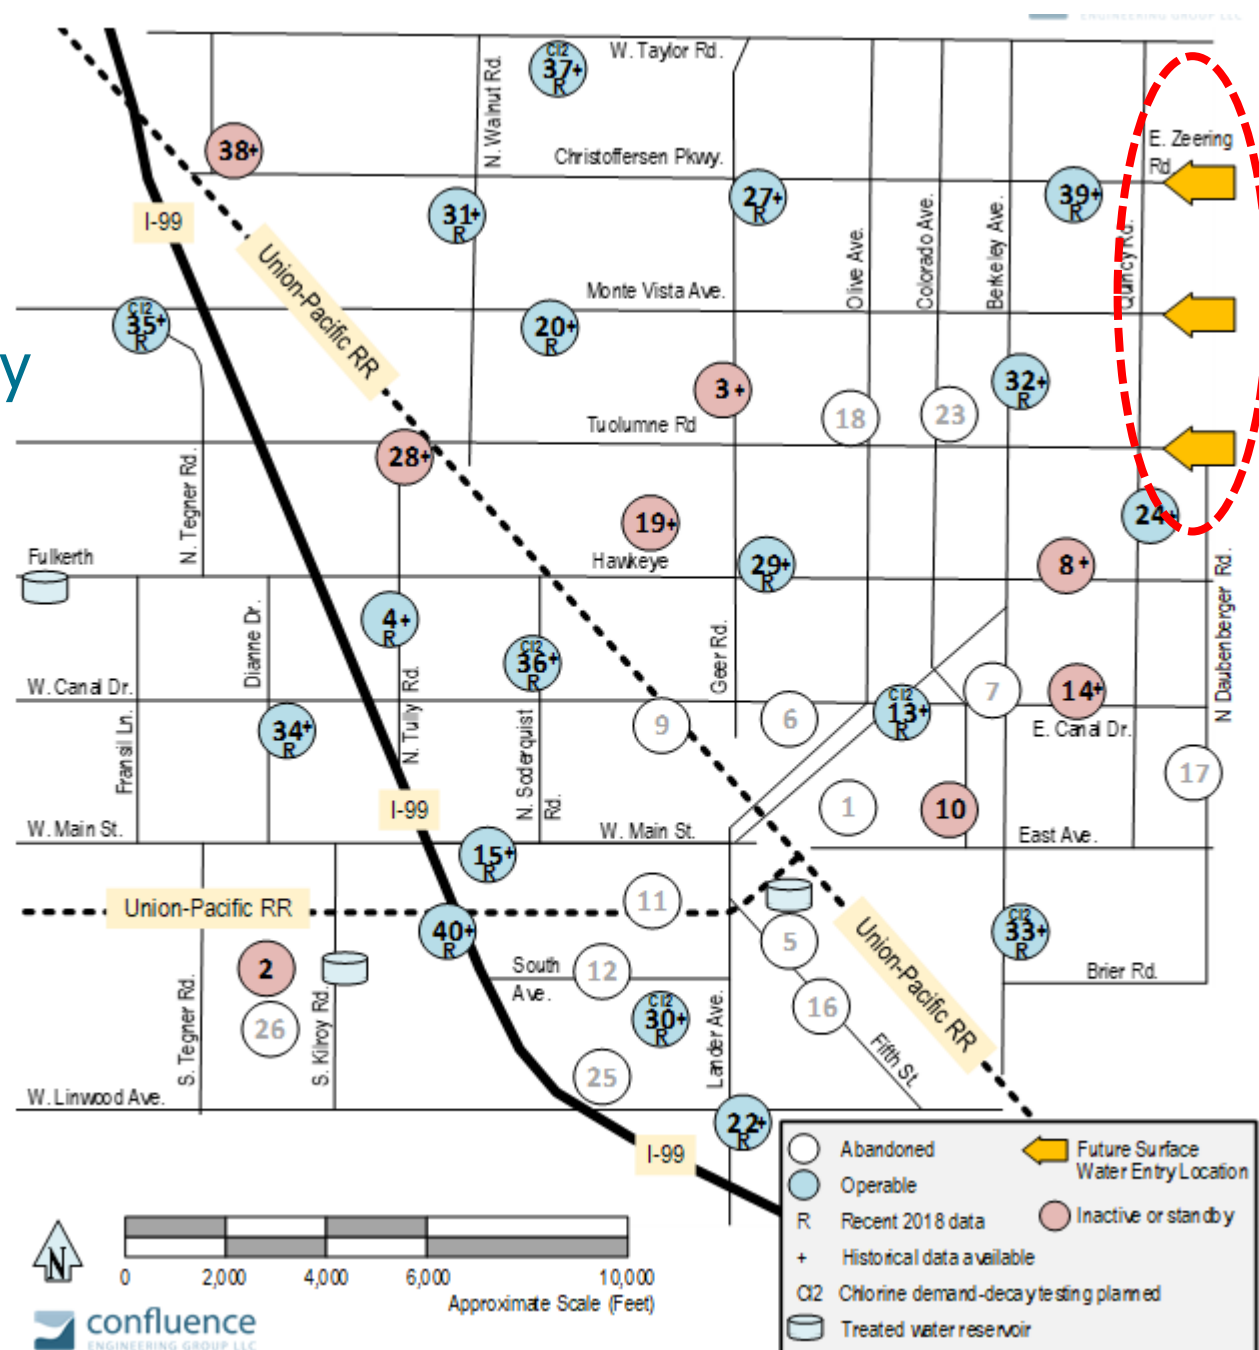 ENGINEERING GROUP LLC
Cl2
37+
R
W. Taylor Rd.
N. Walnut Rd.
38+
Christoffersen Pkwy.
E. Zeering
Rd.
27+
R
39+
R
31+
R
I-99
Union-Pacific RR
Olive Ave.
Colorado Ave.
Berkeley Ave.
Quincy Rd.
Monte Vista Ave.
Cl2
35+
R
20+
R
y
3+
32+
R
18
23
Tuolumne Rd
28+
N. Tegner Rd.
19+
24+
Fulkerth
Hawkeye
29+
R
8+
N Daubenberger Rd.
4+
R
Cl2
36+
R
Dianne Dr.
Geer Rd.
W. Canal Dr.
N. Tully Rd.
9
6
Cl2
13+
R
7
14+
E. Canal Dr.
34+
R
Fransil Ln.
N. Soderquist
Rd.
17
I-99
1
10
W. Main St.
W. Main St.
East Ave.
15+
R
Union-Pacific RR
11
40+
R
5
Union-Pacific RR
Cl2
33+
R
2
South
Ave.
12
Brier Rd.
26
S. Tegner Rd.
S. Kilroy Rd.
Cl2
30+
R
Lander Ave.
16
Fifth St.
25
W. Linwood Ave.
22+
R
I-99
Abandoned
Operable
R Recent 2018 data
+ Historical data available
Cl2 Chlorine demand-decay testing planned
Treated water reservoir
Future Surface
Water Entry Location
Inactive or standby
N
0 2,000 4,000 6,000 10,000
Approximate Scale (Feet)
confluence
ENGINEERING GROUP LLC